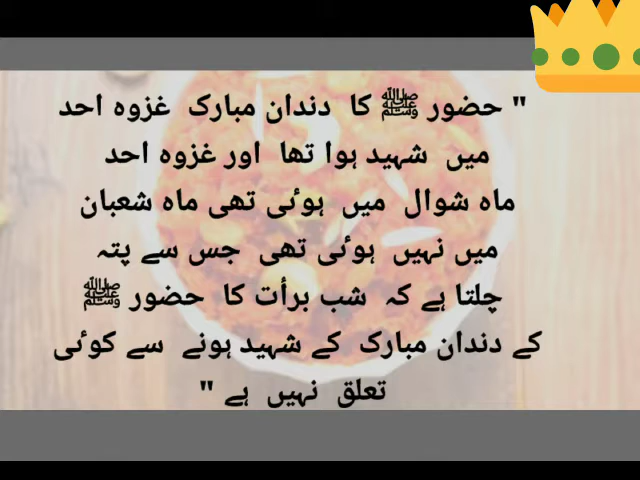 " حضور ﷺ کا دندان مبارک غزوہ احد
میں شہید ہوا تھا اور غزوہ احد
ماہ شوال میں ہوئی تھی ماہ شعبان
میں نہیں ہوئی تھی جس سے پتہ
چلتا ہے کہ شب برأت کا حضور ﷺ
کے دندان مبارک کے شہید ہونے سے کوئی
تعلق نہیں ہے "